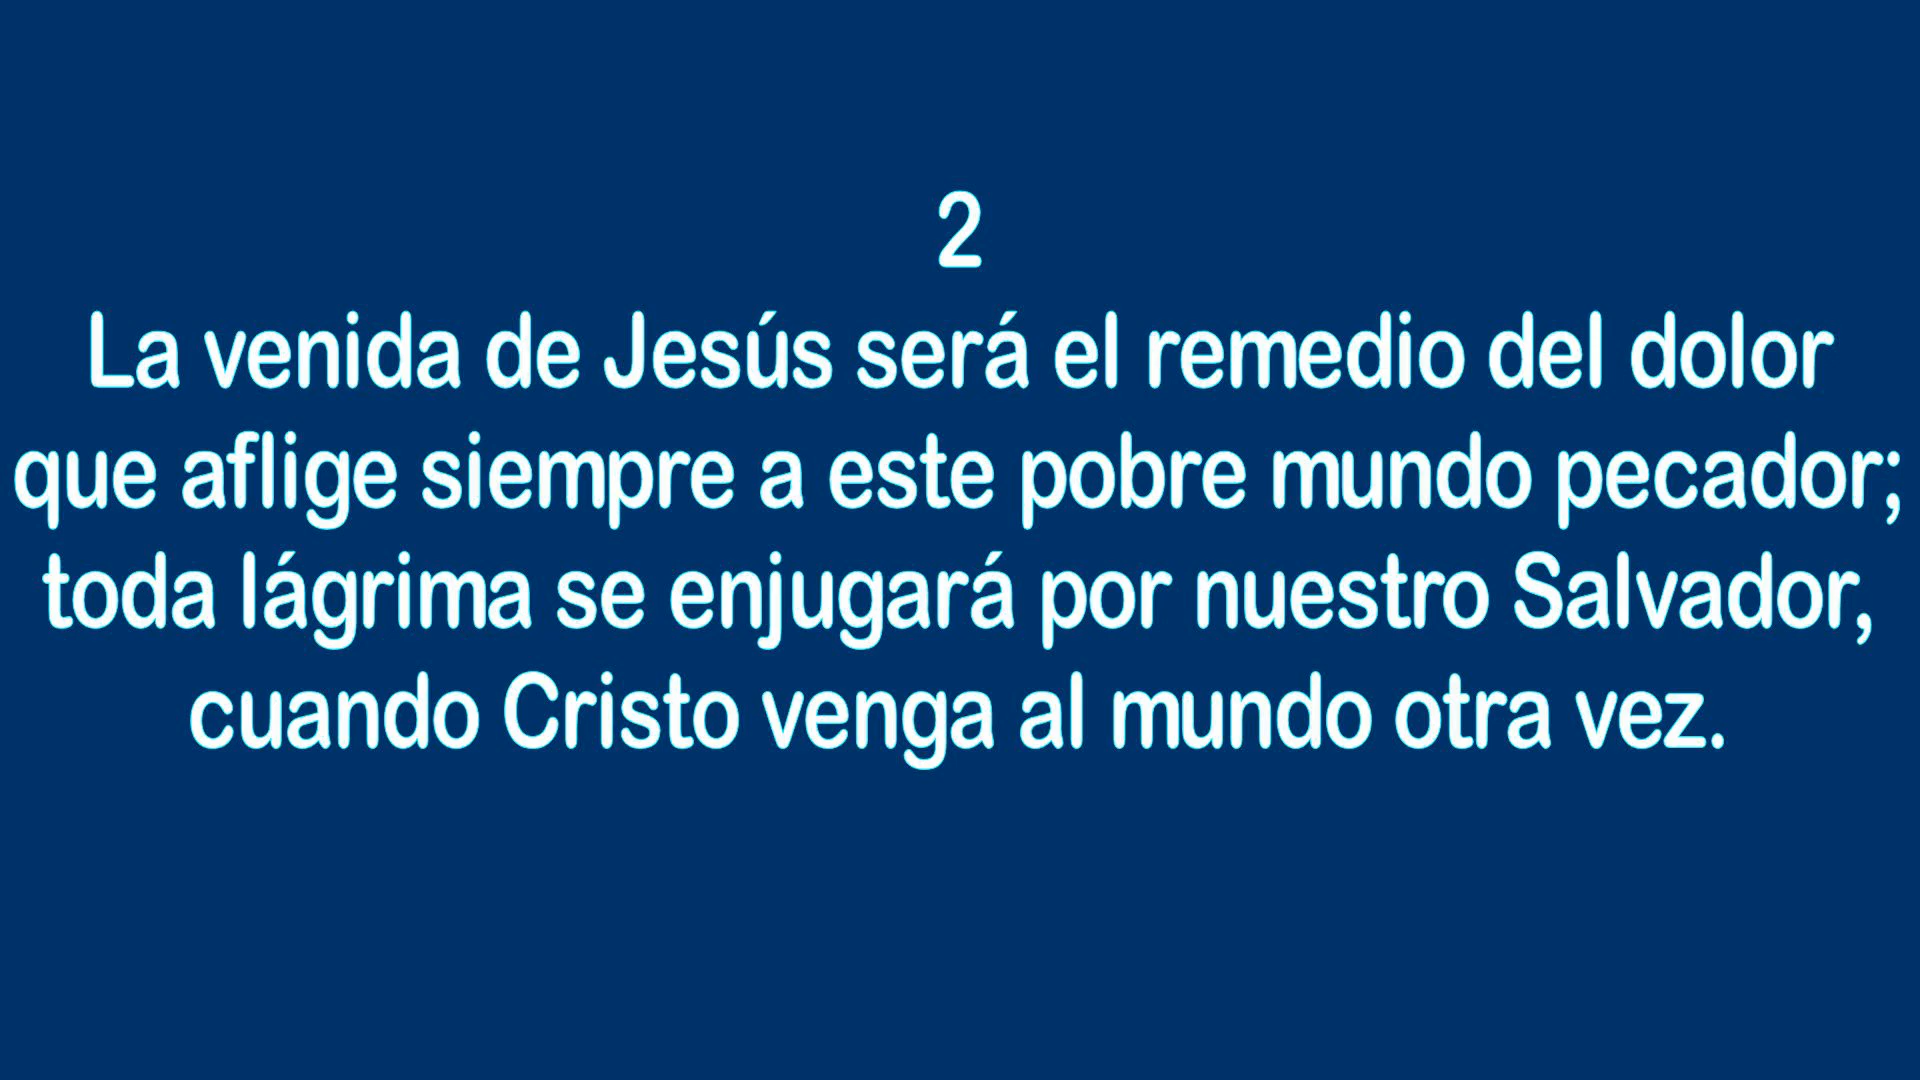 2
La venida de Jesús será el remedio del dolor
que aflige siempre a este pobre mundo pecador;
toda lágrima se enjugará por nuestro Salvador,
cuando Cristo venga al mundo otra vez.